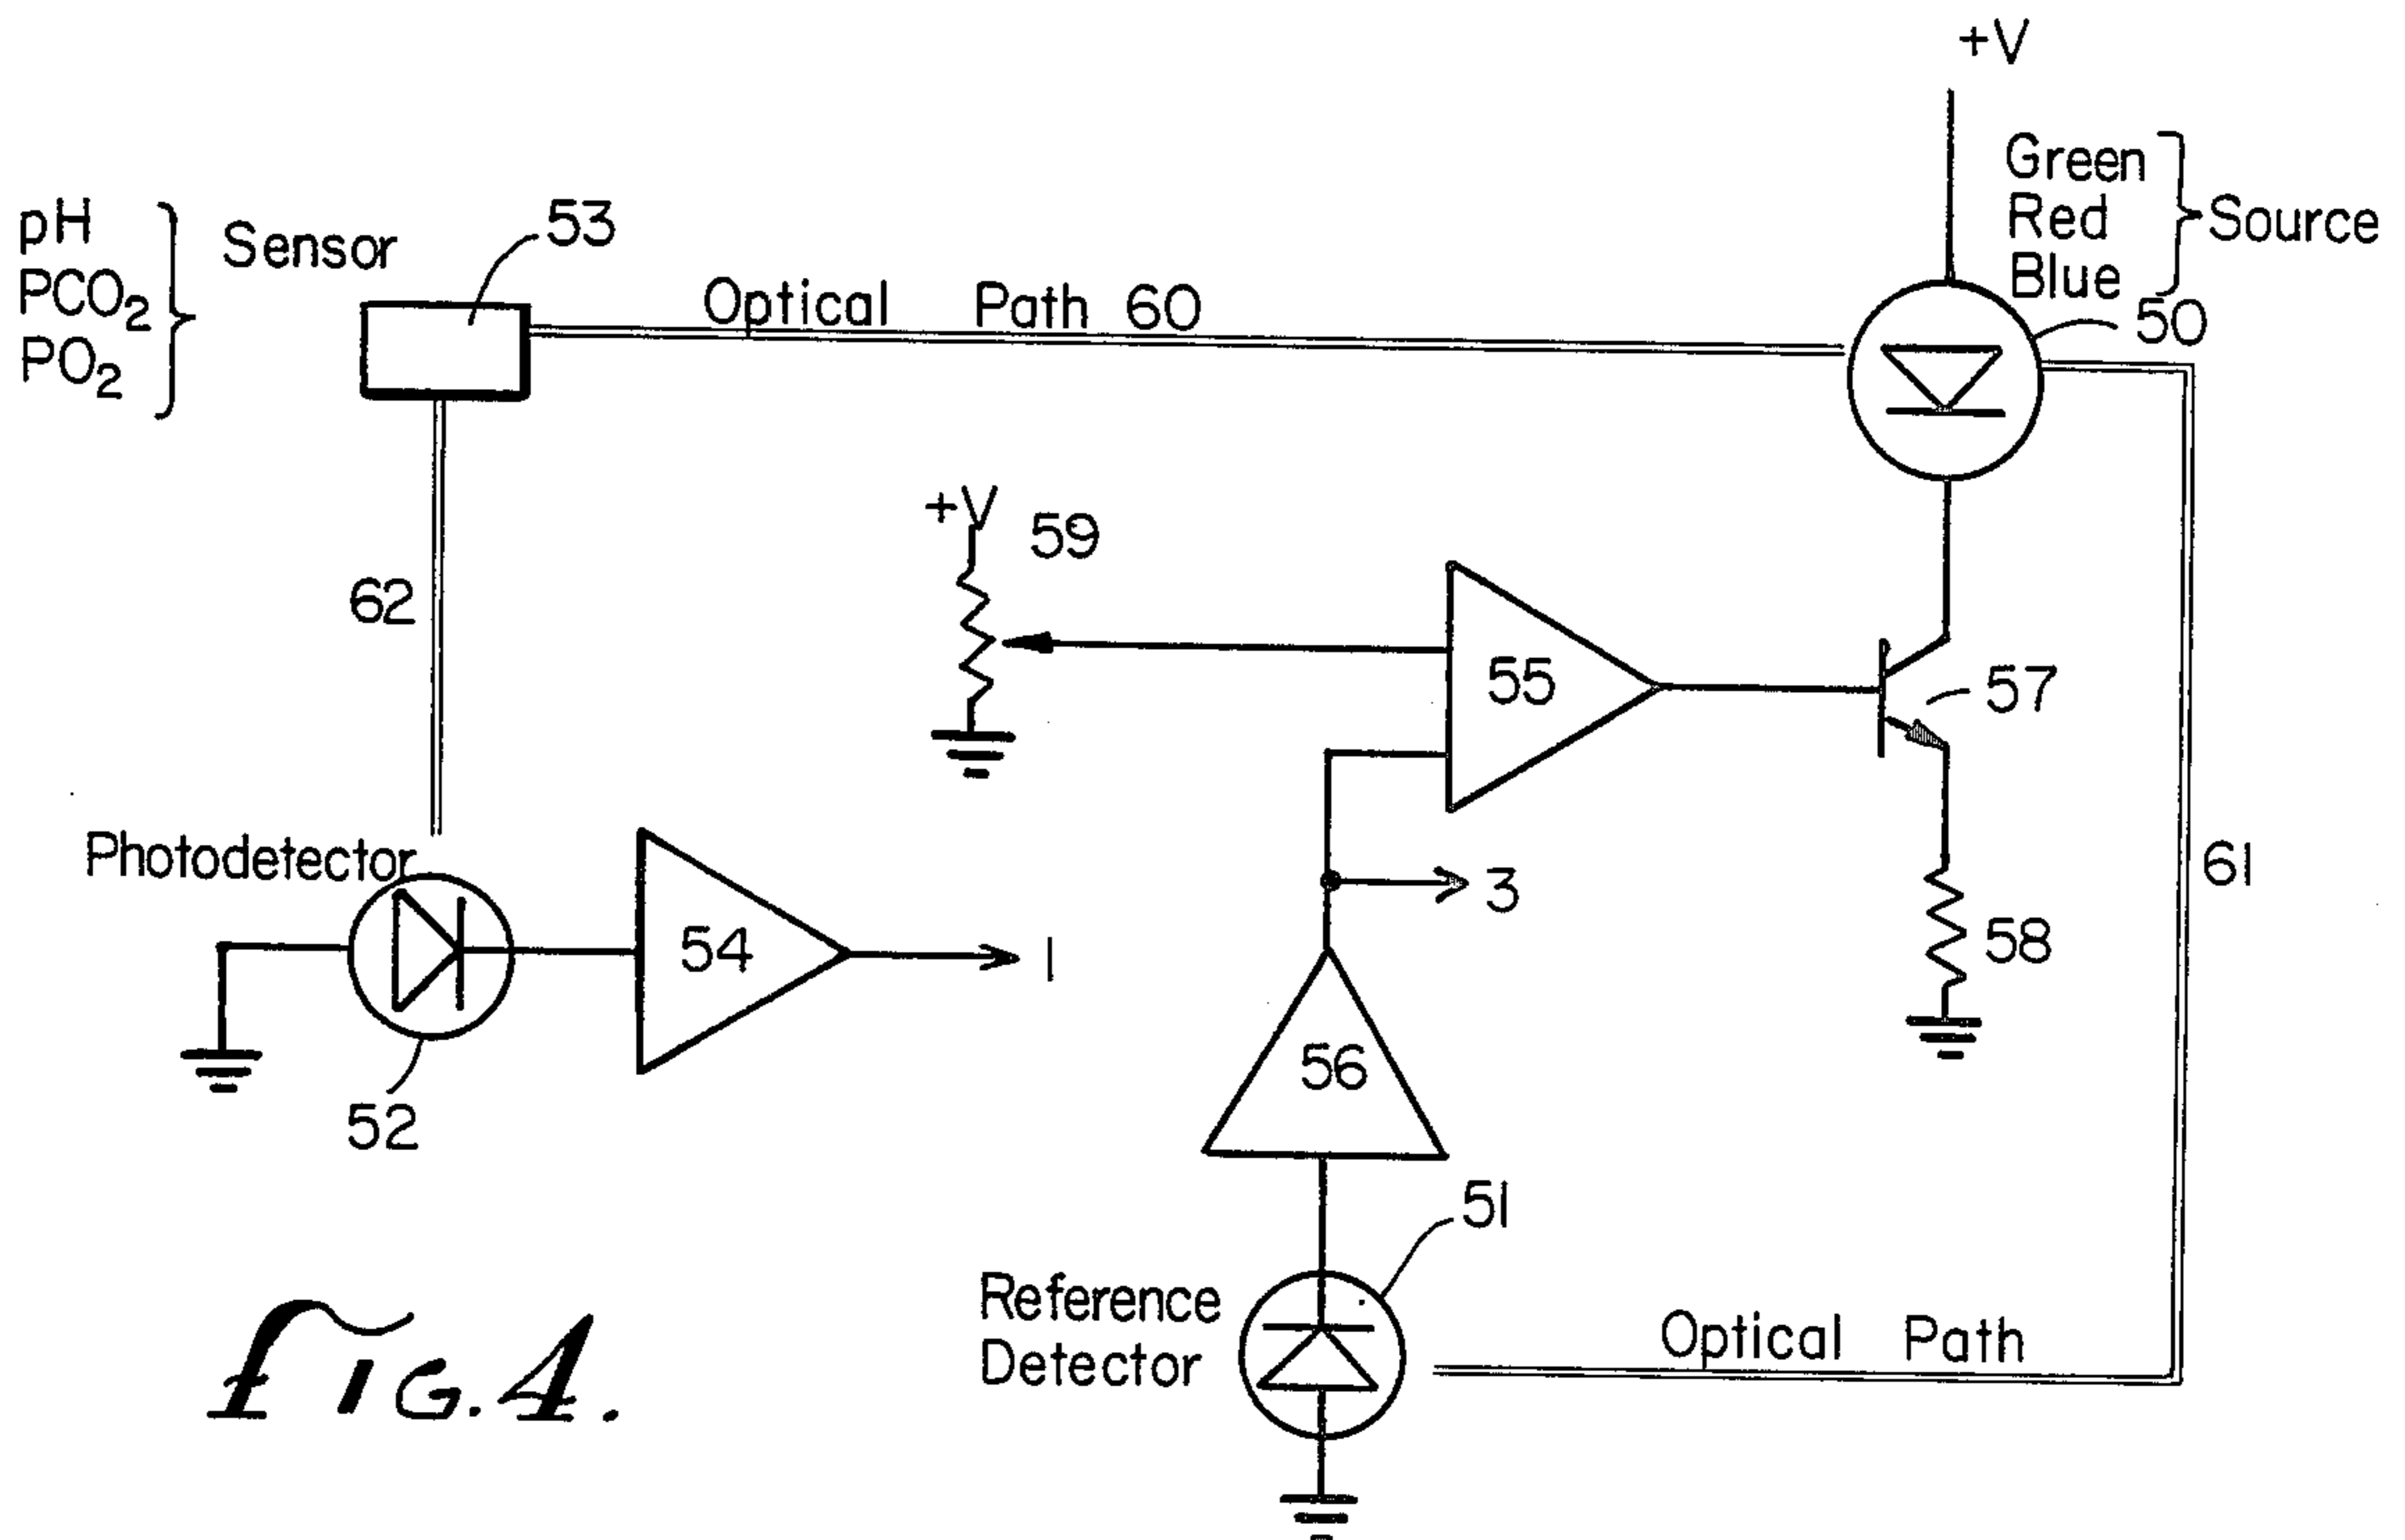 +V
Green
Red
Blue
Source
50
pH
PCO2
PO2
Sensor
53
Optical Path 60
+V
59
62
55
57
Photodetector
54
1
3
61
58
52
56
51
Reference
Detector
Optical Path
fIG.4.